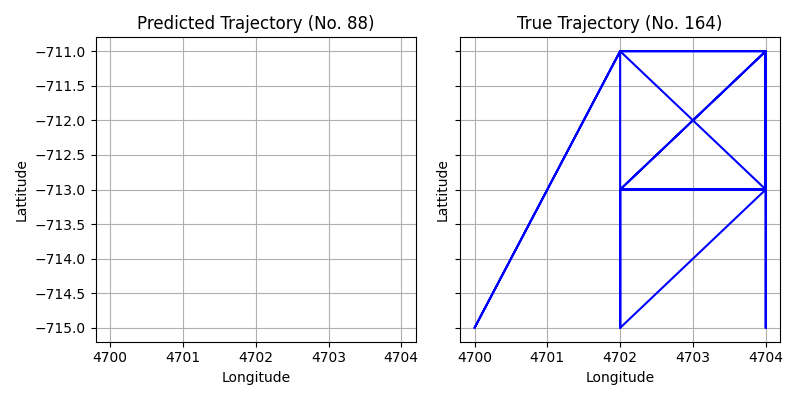 Predicted Trajectory (No. 88)
True Trajectory (No. 164)
Lattitude
−711.0
−711.5
−712.0
−712.5
−713.0
−713.5
−714.0
−714.5
−715.0
4700 4701 4702 4703 4704
Longitude
Lattitude
4700 4701 4702 4703 4704
Longitude